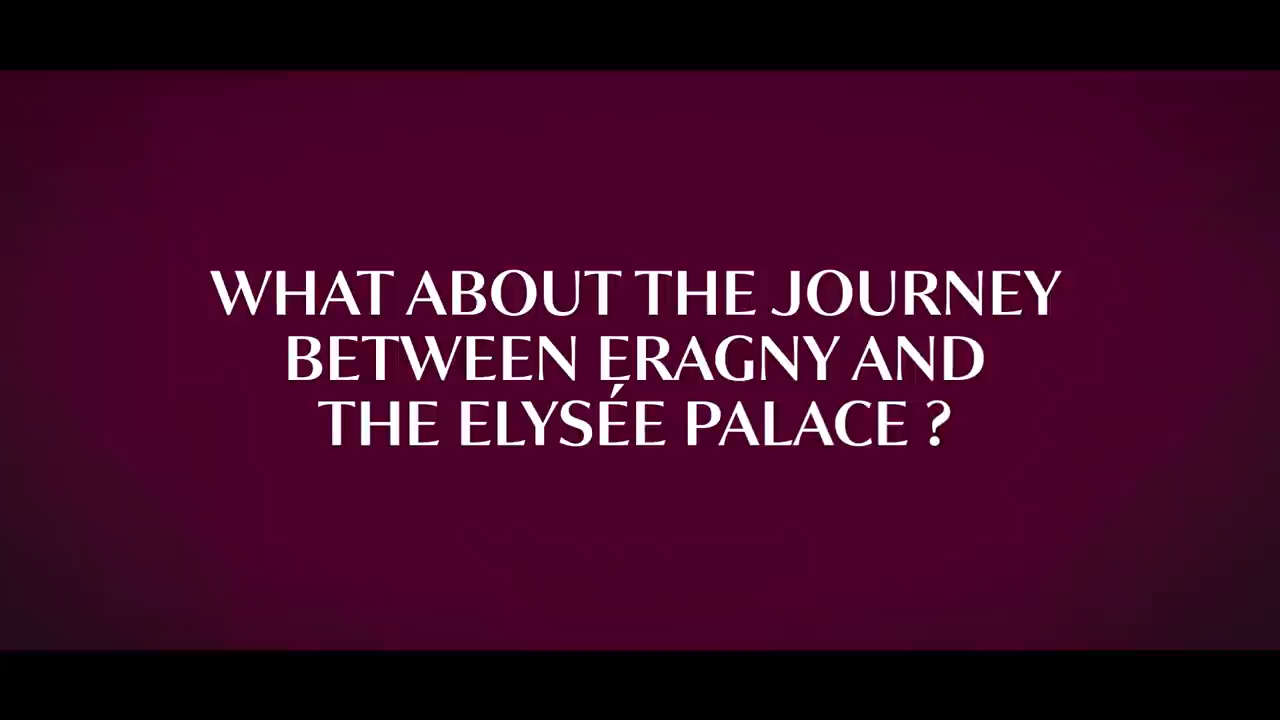 WHAT ABOUT THE JOURNEY
BETWEEN ERAGNY AND
THE ELYSÉE PALACE ?